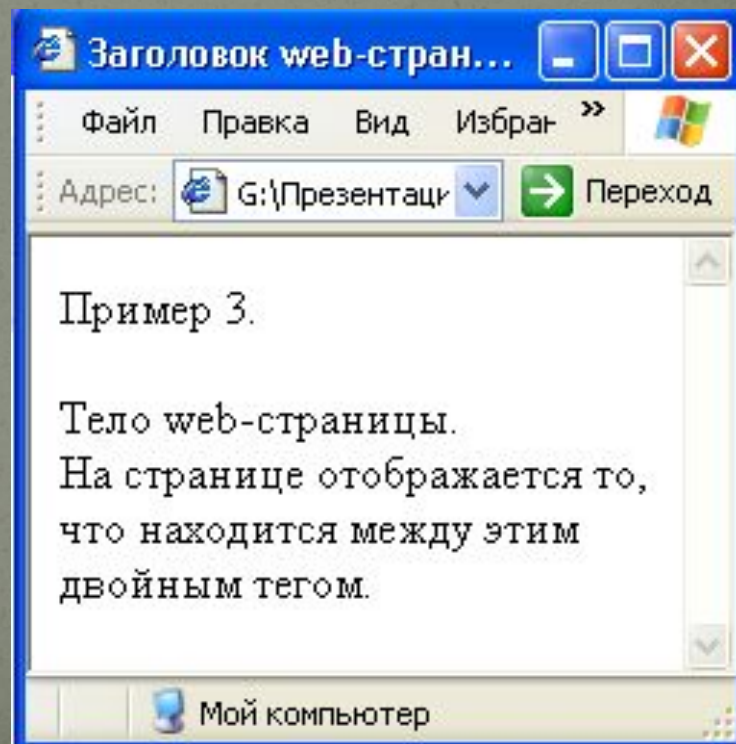 Заголовок web-стран...
Файл Правка Вид Избран »
Адрес: G:\Презентаци Переход
Пример 3.
Тело web-страницы.
На странице отображается то,
что находится между этим
двойным тегом.
Мой компьютер